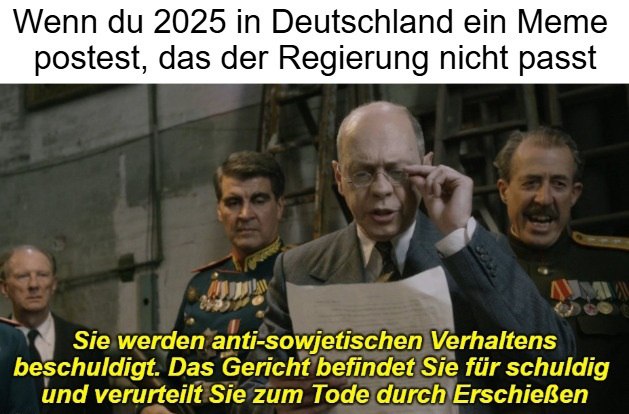 Wenn du 2025 in Deutschland ein Meme
postest, das der Regierung nicht passt
Sie werden anti-sowjetischen Verhaltens
beschuldigt. Das Gericht befindet Sie für schuldig
und verurteilt Sie zum Tode durch Erschießen